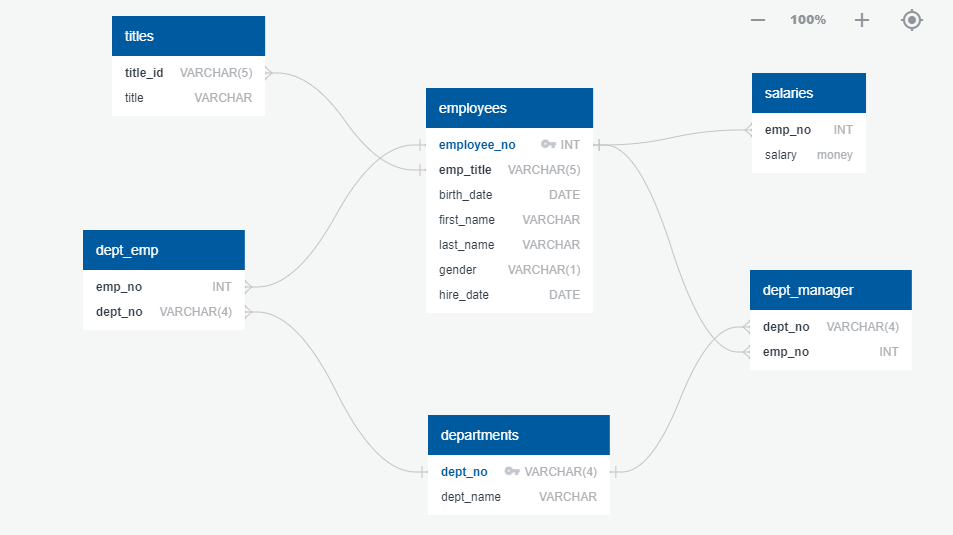 100%
titles
title_id VARCHAR(5)
title VARCHAR
employees
employee_no INT
emp_title VARCHAR(5)
birth_date DATE
first_name VARCHAR
last_name VARCHAR
gender VARCHAR(1)
hire_date DATE
salaries
emp_no INT
salary money
dept_emp
emp_no INT
dept_no VARCHAR(4)
dept_manager
dept_no VARCHAR(4)
emp_no INT
departments
dept_no VARCHAR(4)
dept_name VARCHAR